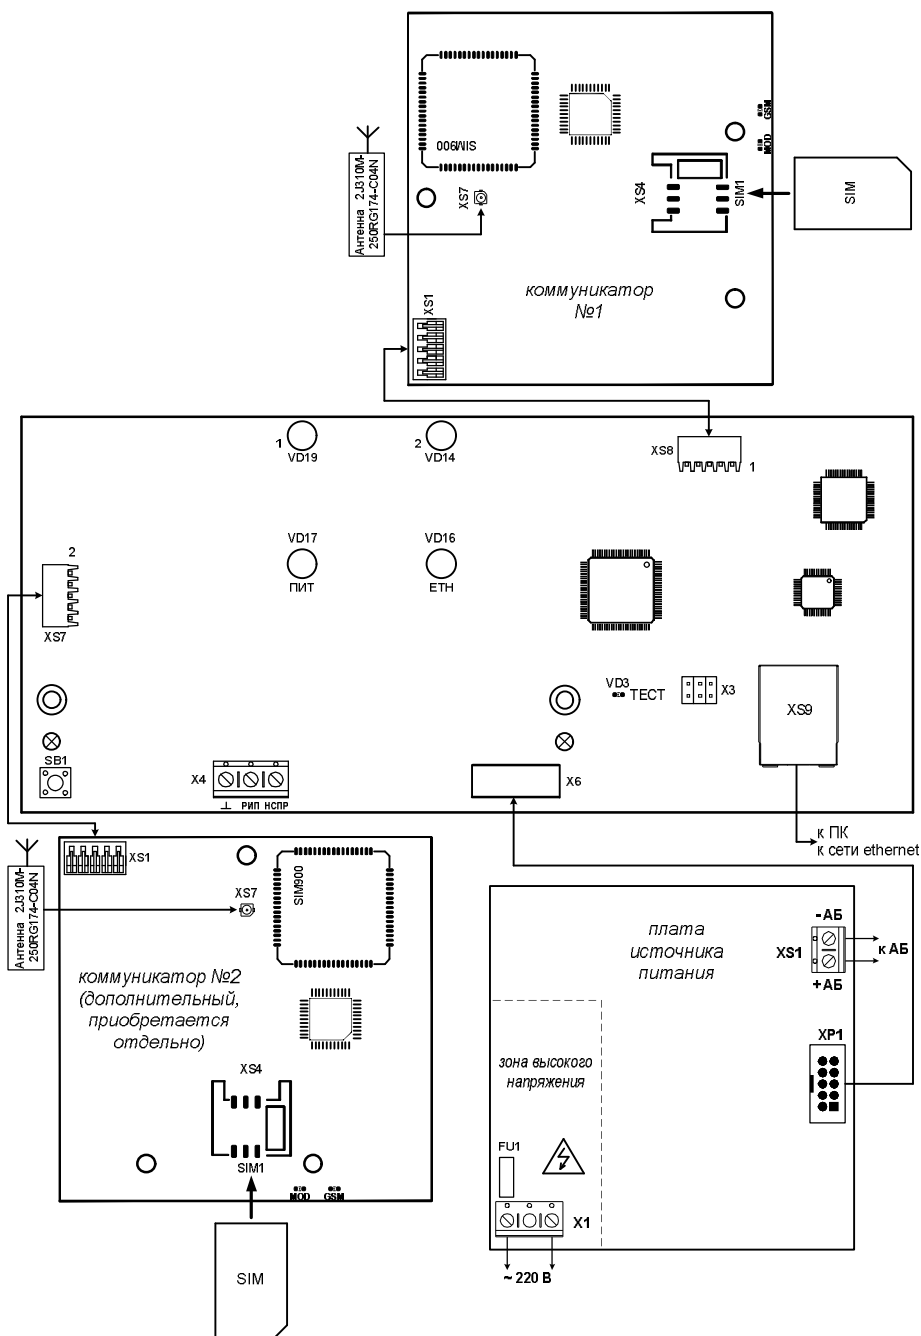 SIM900
GSM
MOD
Антенна 2J310M-
250RG174-C04N
XS7
XS4
SIM1
SIM
коммуникатор
№1
XS1
1
VD19
2
VD14
XS8
1
VD17
ПИТ
VD16
ETH
2
XS7
VD3
ТЕСТ
X3
XS9
SB1
X4
⊥ РИП НСПР
X6
к ПК
к сети ethernet
XS1
Антенна 2J310M-
250RG174-C04N
XS7
SIM900
коммуникатор №2
(дополнительный,
приобретается
отдельно)
XS4
SIM1
MOD
GSM
SIM
плата
источника
питания
-АБ
XS1
к АБ
+АБ
XP1
зона высокого
напряжения
FU1
X1
~ 220 В